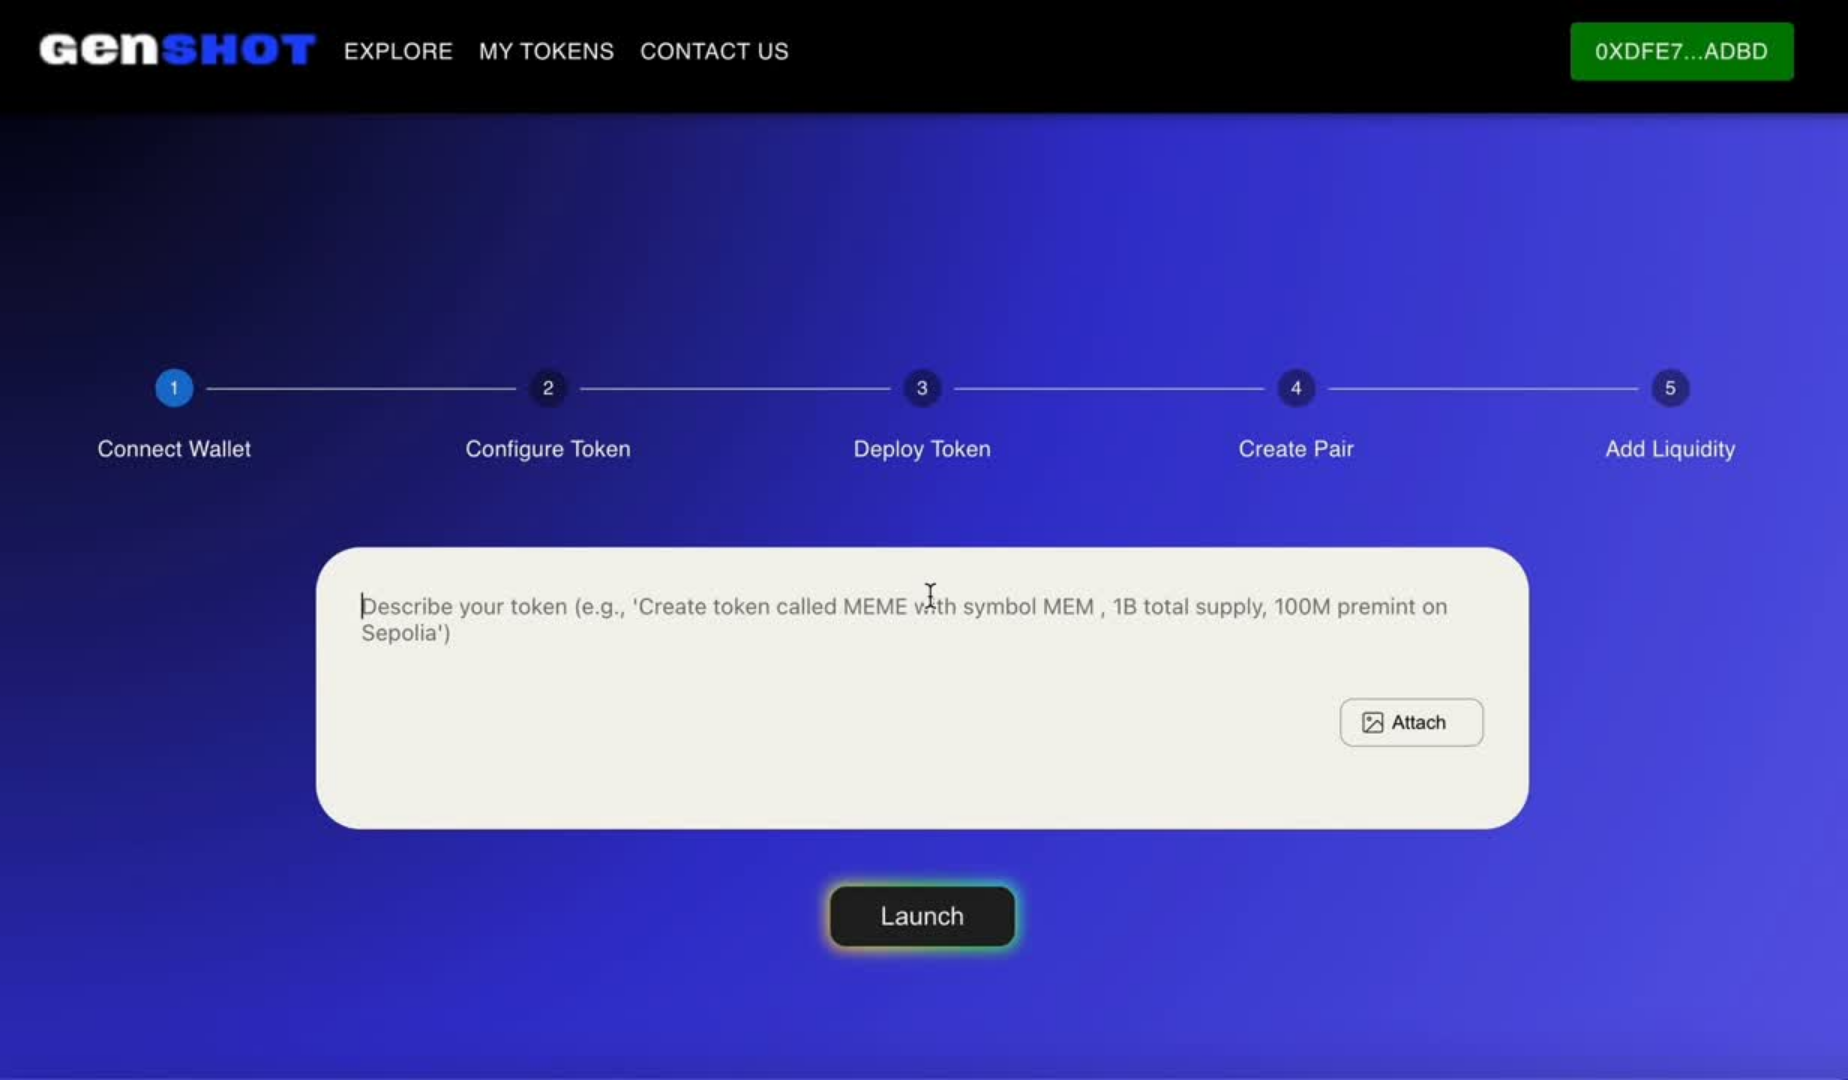 GenSHOT EXPLORE MY TOKENS CONTACT US 0XDFE7...ADBD
1 2 3 4 5
Connect Wallet Configure Token Deploy Token Create Pair Add Liquidity
Describe your token (e.g., 'Create token called MEME with symbol MEM , 1B total supply, 100M premint on
Sepolia')
Attach
Launch